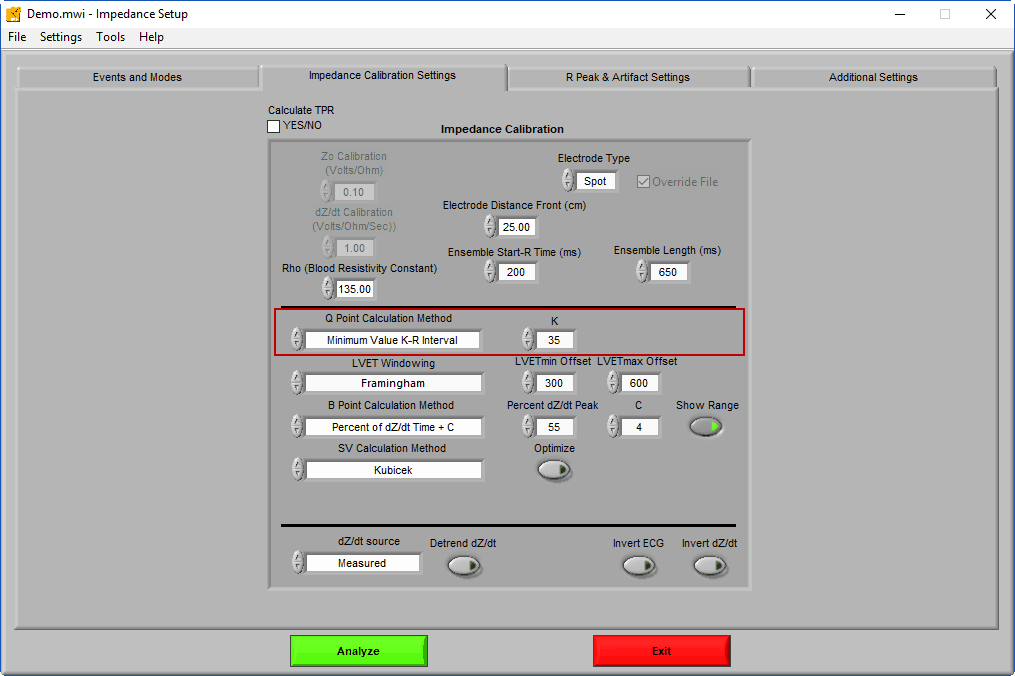 Demo.mwi - Impedance Setup
File Settings Tools Help
Events and Modes
Impedance Calibration Settings
R Peak & Artifact Settings
Additional Settings
Calculate TPR
YES/NO
Impedance Calibration
Zo Calibration
(Volts/Ohm)
0.10
Electrode Type
Spot
Override File
dZ/dt Calibration
(Volts/Ohm/Sec))
1.00
Electrode Distance Front (cm)
25.00
Rho (Blood Resistivity Constant)
135.00
Ensemble Start-R Time (ms)
200
Ensemble Length (ms)
650
Q Point Calculation Method
Minimum Value K-R Interval
K
35
LVET Windowing
Framingham
LVETmin Offset
300
LVETmax Offset
600
B Point Calculation Method
Percent of dZ/dt Time + C
Percent dZ/dt Peak
55
C
4
Show Range
SV Calculation Method
Kubicek
Optimize
dZ/dt source
Measured
Detrend dZ/dt
Invert ECG
Invert dZ/dt
Analyze
Exit